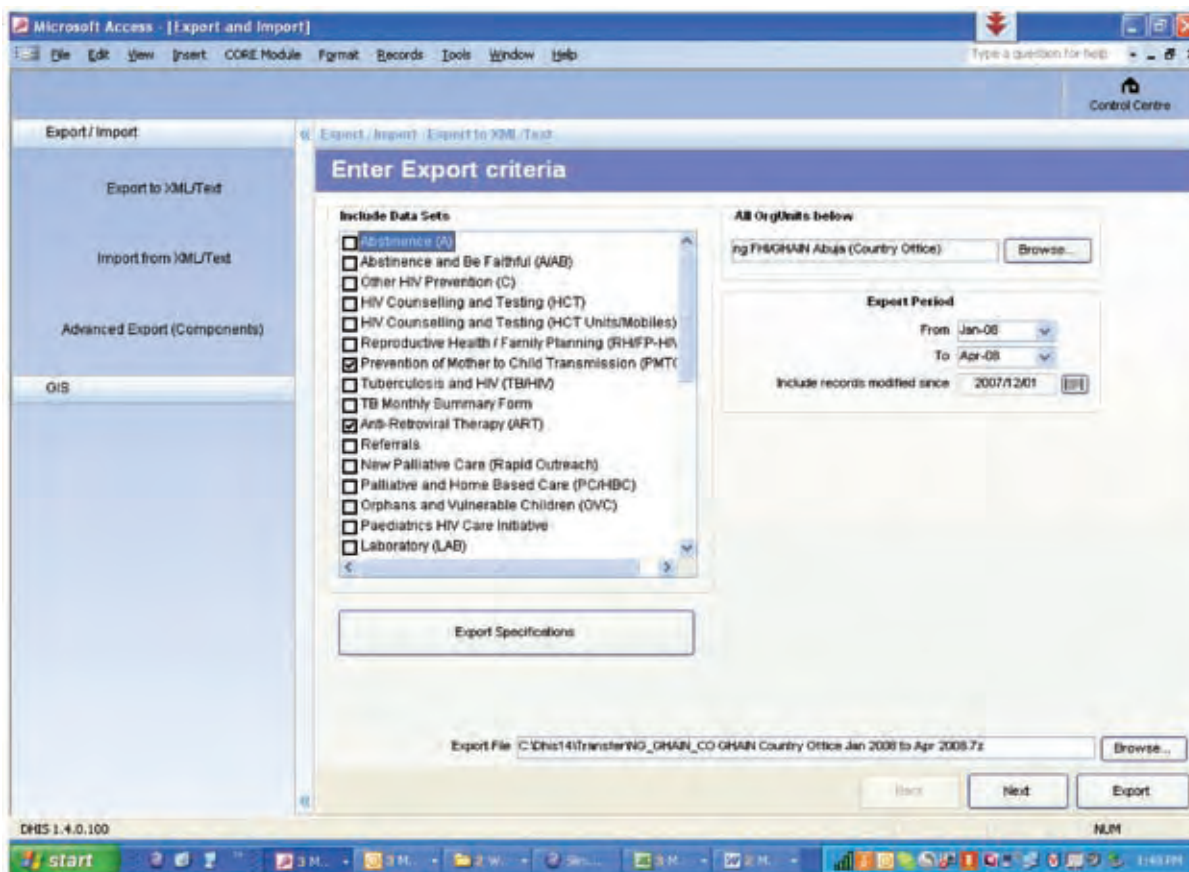 Microsoft Access - [Export and Import]
File Edit View Insert CORE Module Format Records Tools Window Help
Type a question for help
Control Centre
Export / Import
Export / Import Export to XML/Text
Export to XML/Text
Import from XML/Text
Advanced Export (Components)
GIS
Enter Export criteria
Include Data Sets
Abstinence (A)
Abstinence and Be Faithful (A/AB)
Other HIV Prevention (C)
HIV Counselling and Testing (HCT)
HIV Counselling and Testing (HCT Units/Mobiles)
Reproductive Health / Family Planning (RH/FP-HIV
Prevention of Mother to Child Transmission (PMTC
Tuberculosis and HIV (TB/HIV)
TB Monthly Summary Form
Anti-Retroviral Therapy (ART)
Referrals
New Palliative Care (Rapid Outreach)
Palliative and Home Based Care (PC/HBC)
Orphans and Vulnerable Children (OVC)
Paediatrics HIV Care Initiative
Laboratory (LAB)
Export Specifications
All OrgUnits below
ng FHI/GHAIN Abuja (Country Office)
Browse...
Export Period
From Jan-08
To Apr-08
Include records modified since 2007/12/01
Export File C:\Dhis14\Transfer\NG_GHAIN_CO GHAIN Country Office Jan 2008 to Apr 2008.7z
Browse...
Back Next Export
DHIS 1.4.0.100
NUM
start 3 M... 3 M... 2 W... 3 M... 2 M... 1:40 PM